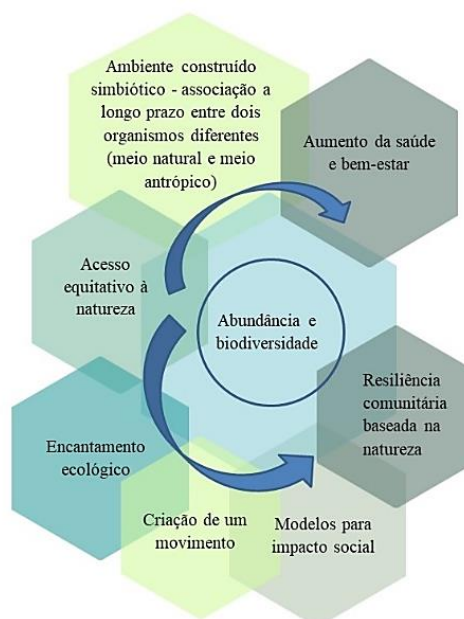 Ambiente construído
simbiótico - associação a
longo prazo entre dois
organismos diferentes
(meio natural e meio
antrópico)
Aumento da saúde
e bem-estar
Acesso
equitativo à
natureza
Abundância e
biodiversidade
Resiliência
comunitária
baseada na
natureza
Encantamento
ecológico
Criação de um
movimento
Modelos para
impacto social